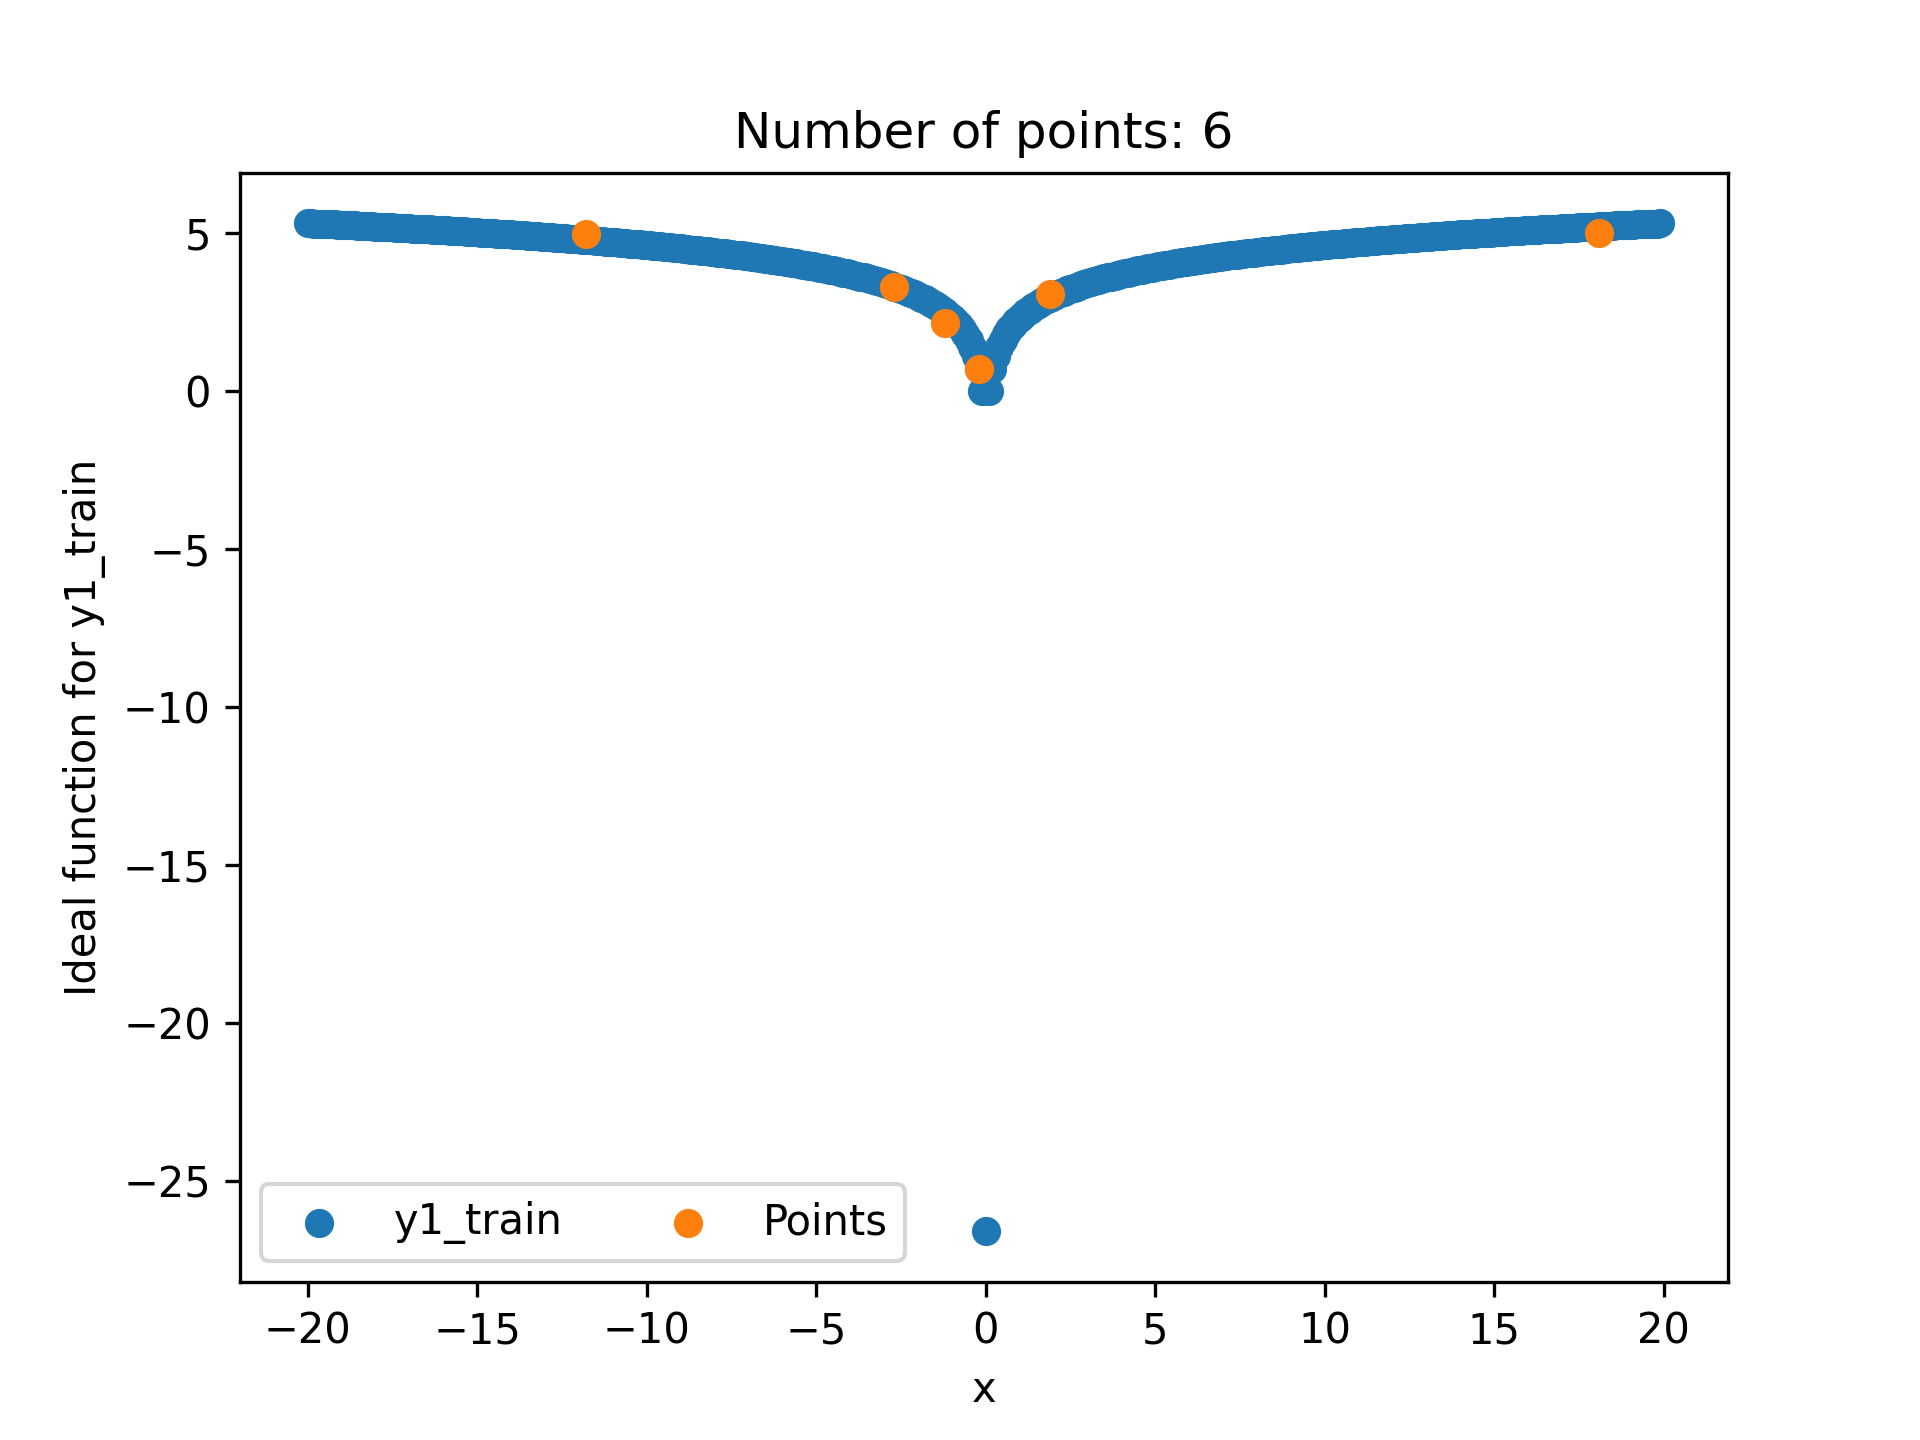 Number of points: 6
Ideal function for y1_train
5
0
−5
−10
−15
−20
−25
y1_train Points
−20 −15 −10 −5 0 5 10 15 20
x